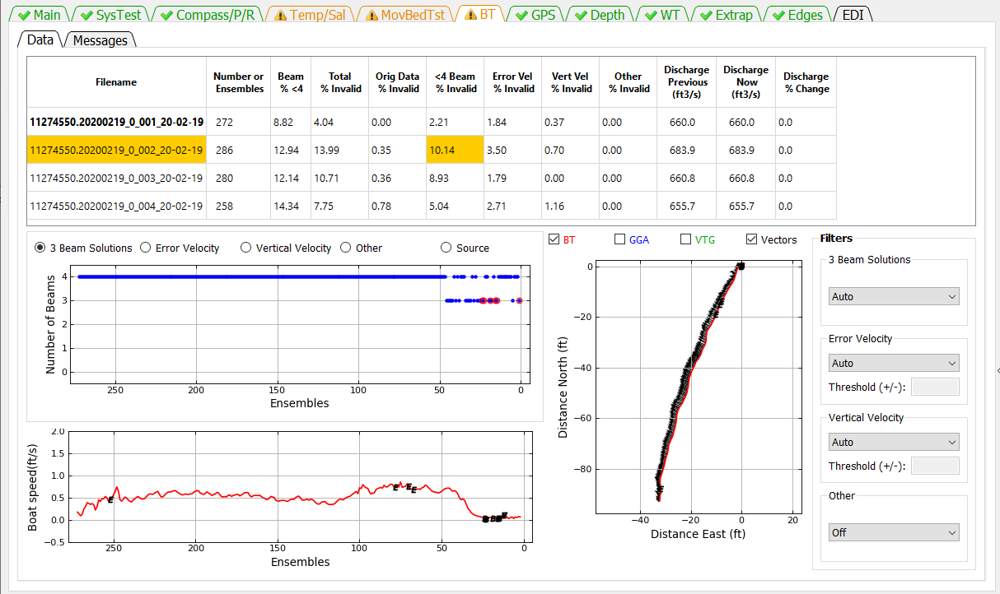 Main SysTest Compass/P/R Temp/Sal MovBedTst BT GPS Depth WT Extrap Edges EDI
Data Messages
Filename Number or Ensembles Beam % <4 Total % Invalid Orig Data % Invalid <4 Beam % Invalid Error Vel % Invalid Vert Vel % Invalid Other % Invalid Discharge Previous (ft3/s) Discharge Now (ft3/s) Discharge % Change
11274550.20200219_0_001_20-02-19 272 8.82 4.04 0.00 2.21 1.84 0.37 0.00 660.0 660.0 0.0
11274550.20200219_0_002_20-02-19 286 12.94 13.99 0.35 10.14 3.50 0.70 0.00 683.9 683.9 0.0
11274550.20200219_0_003_20-02-19 280 12.14 10.71 0.36 8.93 1.79 0.00 0.00 660.8 660.8 0.0
11274550.20200219_0_004_20-02-19 258 14.34 7.75 0.78 5.04 2.71 1.16 0.00 655.7 655.7 0.0
3 Beam Solutions Error Velocity Vertical Velocity Other Source
Number of Beams
4
3
2
1
0
250 200 150 100 50 0
Ensembles
Boat speed(ft/s)
2.0
1.5
1.0
0.5
0.0
−0.5
E E E E B B E
250 200 150 100 50 0
Ensembles
BT GGA VTG Vectors
Distance North (ft)
0
−20
−40
−60
−80
−40 −20 0 20
Distance East (ft)
Filters
3 Beam Solutions
Auto
Error Velocity
Auto
Threshold (+/-):
Vertical Velocity
Auto
Threshold (+/-):
Other
Off